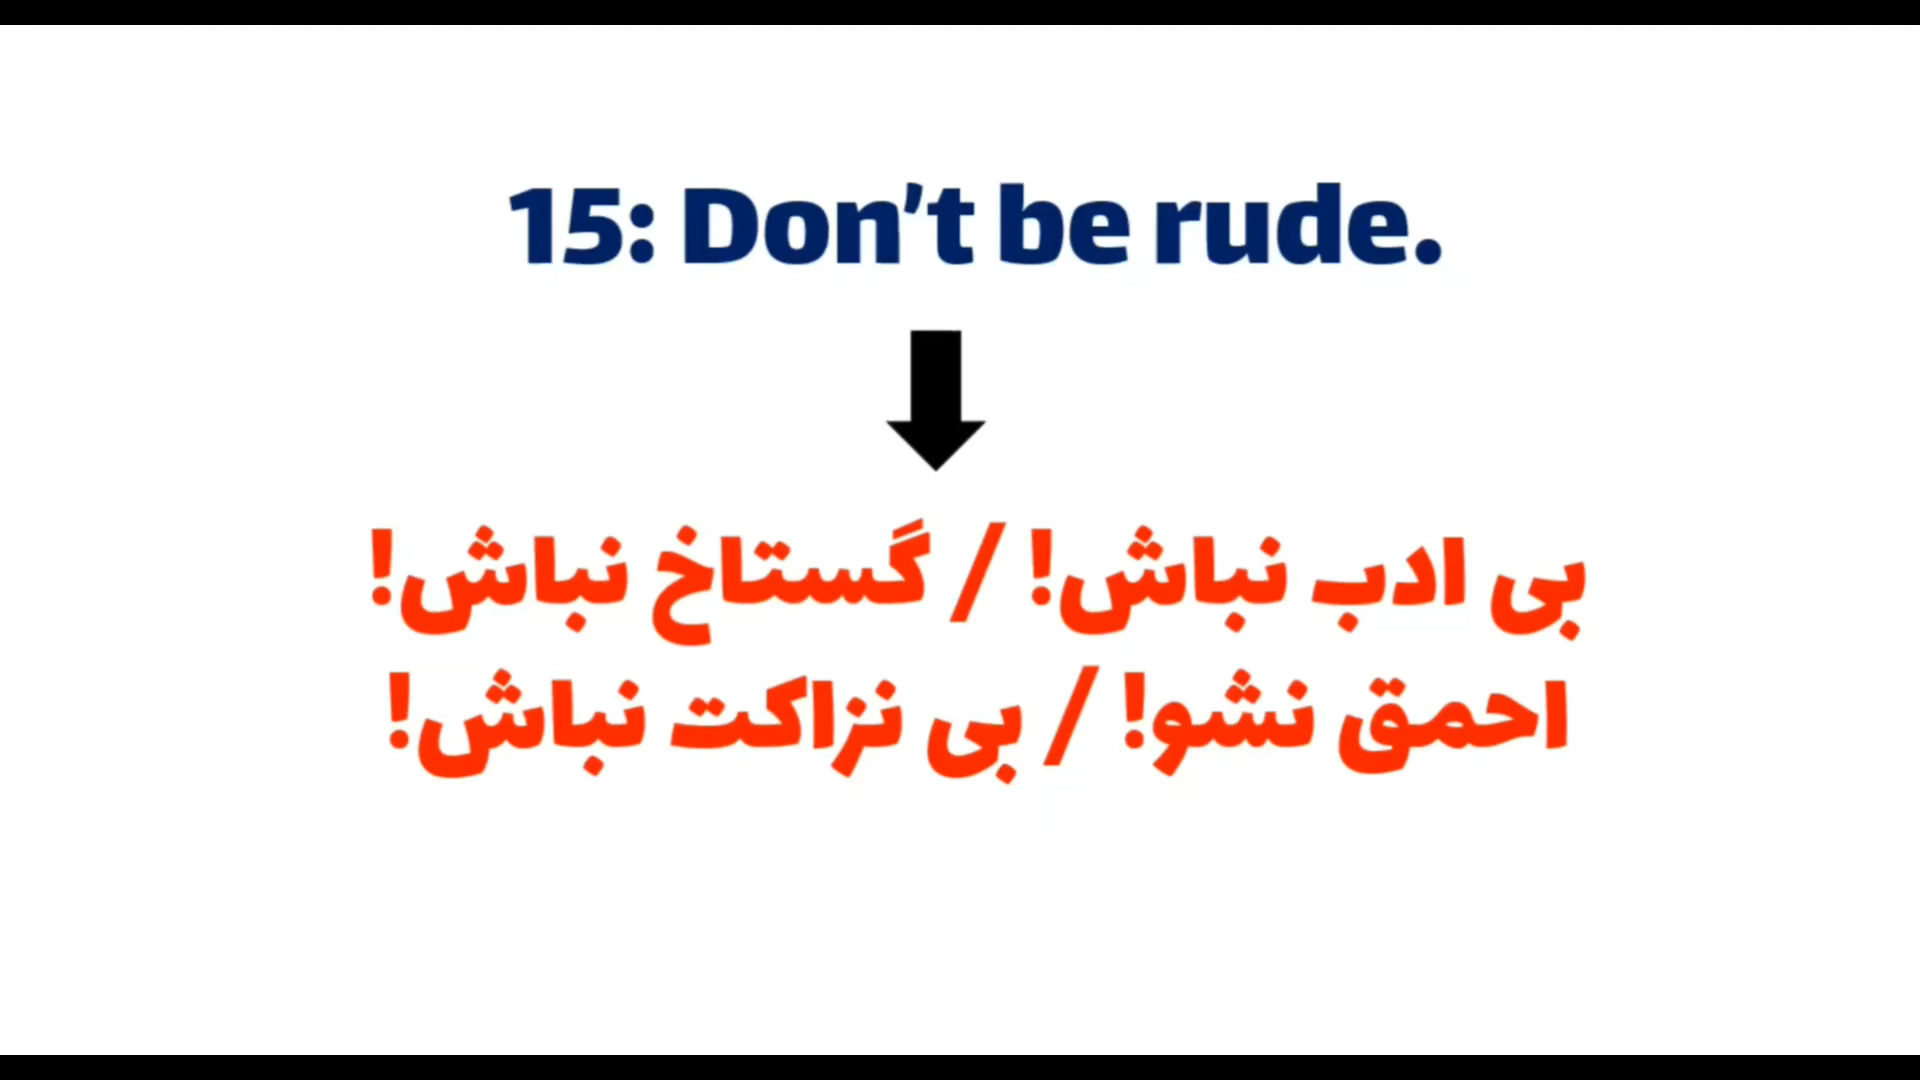 15: Don't be rude.
بی ادب نباش! / گستاخ نباش!
احمق نشو! / بی نزاکت نباش!